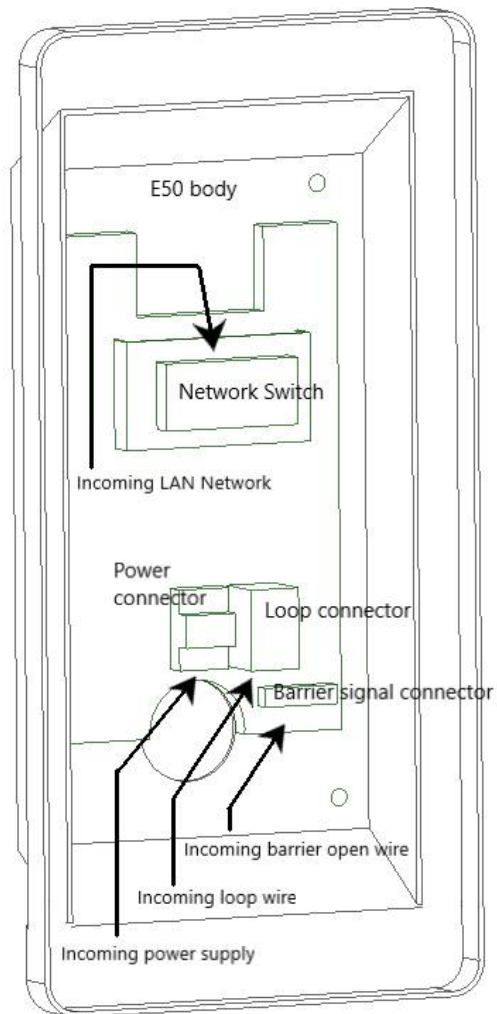 E50 body
Network Switch
Incoming LAN Network
Power
connector
Loop connector
Barrier signal connector
Incoming barrier open wire
Incoming loop wire
Incoming power supply